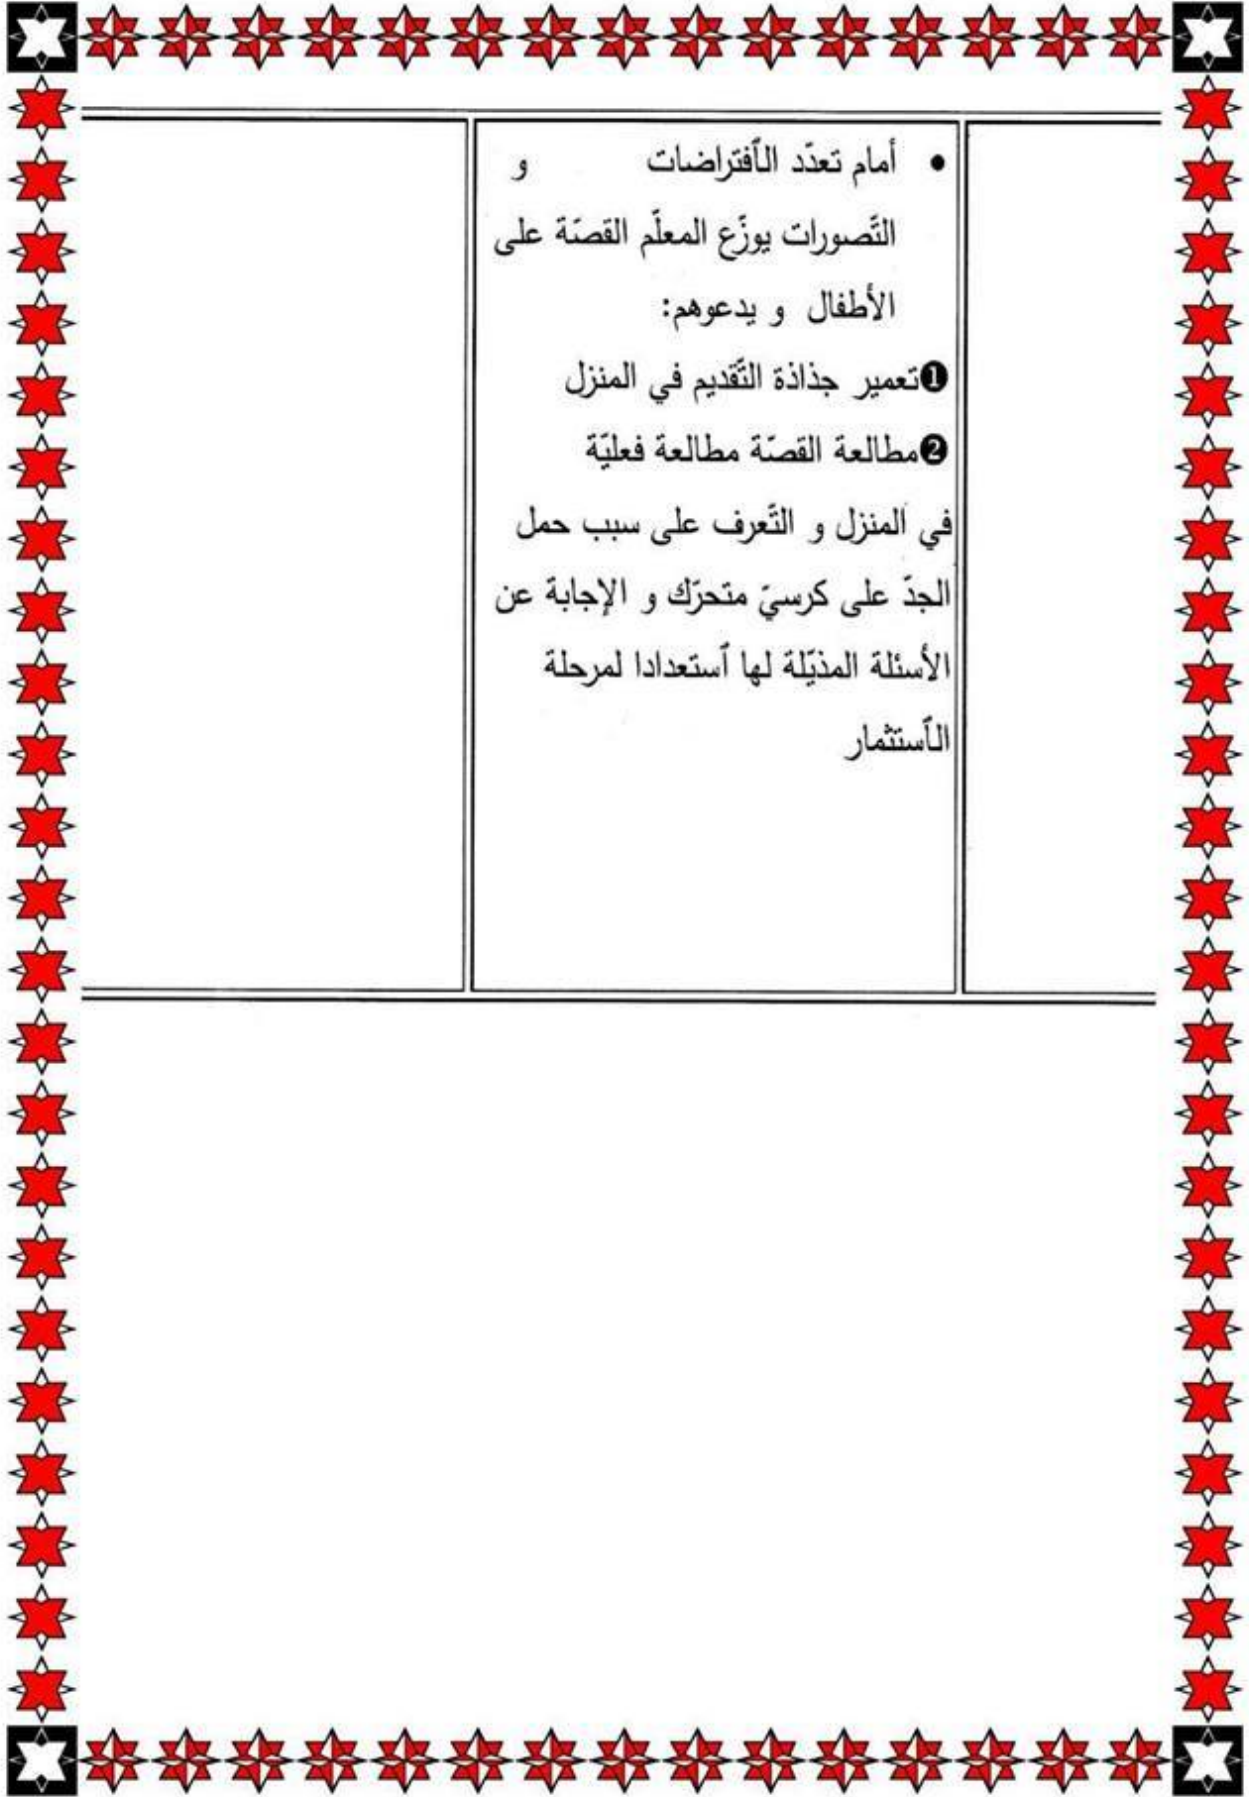 • أمام تعدّد الٱفتراضات و
التّصورات يوزّع المعلّم القصّة على
الأطفال و يدعوهم:
❶تعمير جذاذة التّقديم في المنزل
❷مطالعة القصّة مطالعة فعليّة
في المنزل و التّعرف على سبب حمل
الجدّ على كرسيّ متحرّك و الإجابة عن
الأسئلة المذيّلة لها ٱستعدادا لمرحلة
الٱستثمار